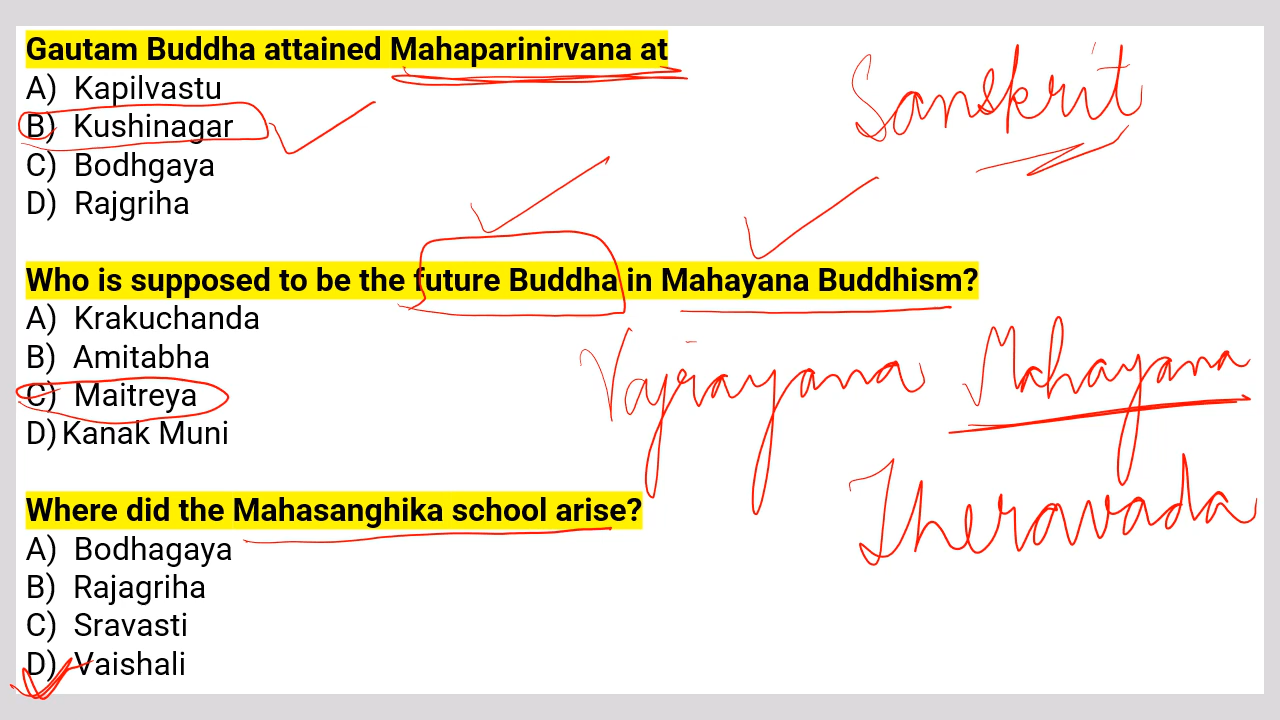 Gautam Buddha attained Mahaparinirvana at
A) Kapilvastu
B) Kushinagar
C) Bodhgaya
D) Rajgriha
Sanskrit
Who is supposed to be the future Buddha in Mahayana Buddhism?
A) Krakuchanda
B) Amitabha
C) Maitreya
D) Kanak Muni
Vajrayana Mahayana
Theravada
Where did the Mahasanghika school arise?
A) Bodhagaya
B) Rajagriha
C) Sravasti
D) Vaishali